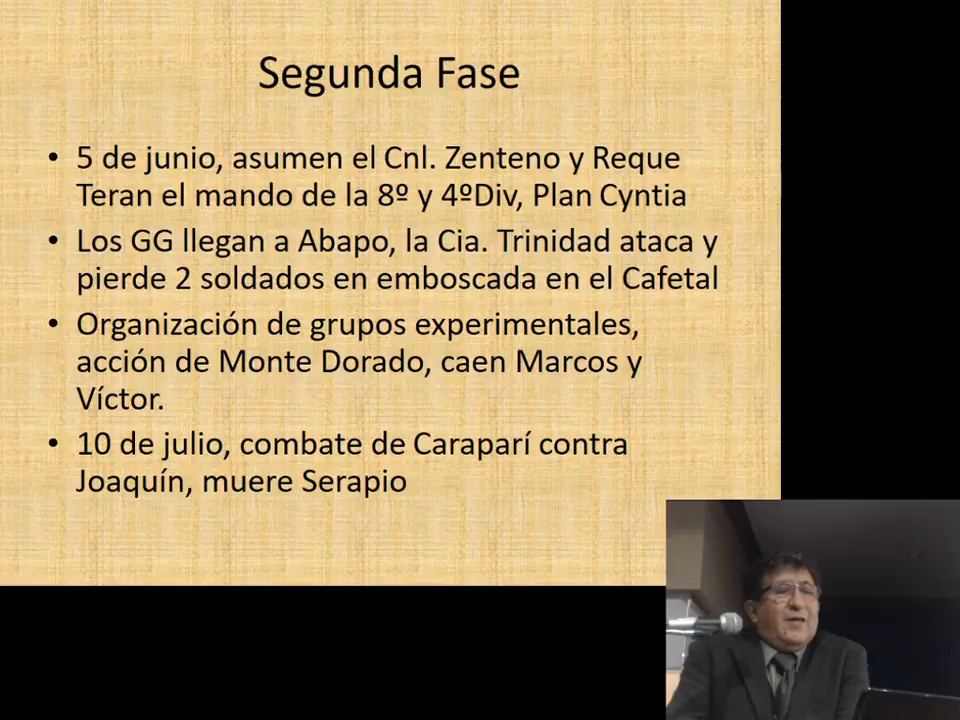 Segunda Fase
• 5 de junio, asumen el Cnl. Zenteno y Reque
Teran el mando de la 8º y 4ºDiv, Plan Cyntia
• Los GG llegan a Abapo, la Cia. Trinidad ataca y
pierde 2 soldados en emboscada en el Cafetal
• Organización de grupos experimentales,
acción de Monte Dorado, caen Marcos y
Víctor.
• 10 de julio, combate de Caraparí contra
Joaquín, muere Serapio